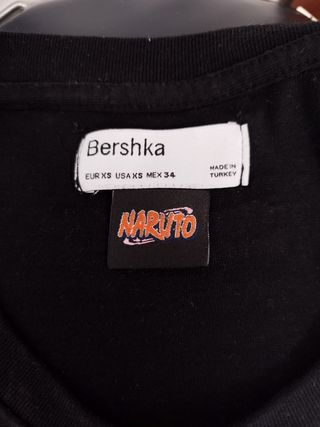 Bershka
EUR XS USA XS MEX 34
MADE IN
TURKEY
NARUTO